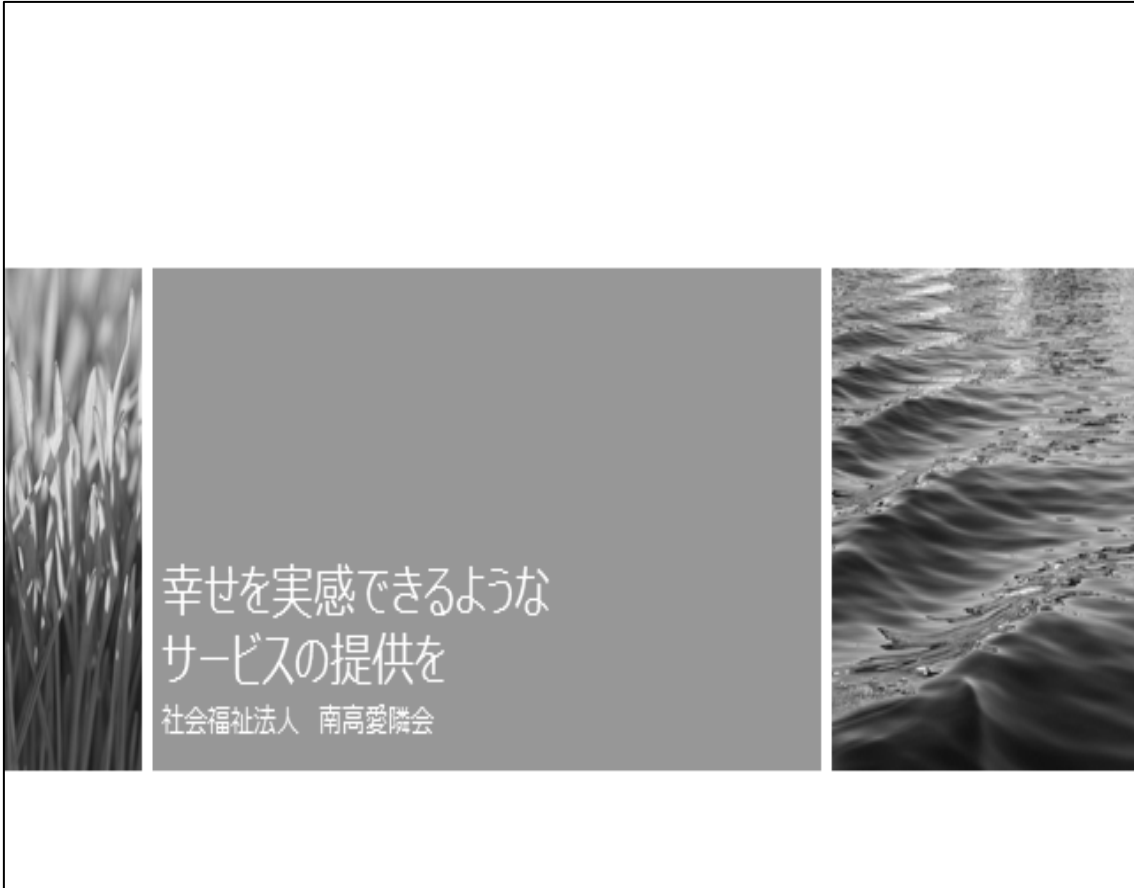 幸せを実感できるような
サービスの提供を
社会福祉法人　南高愛隣会